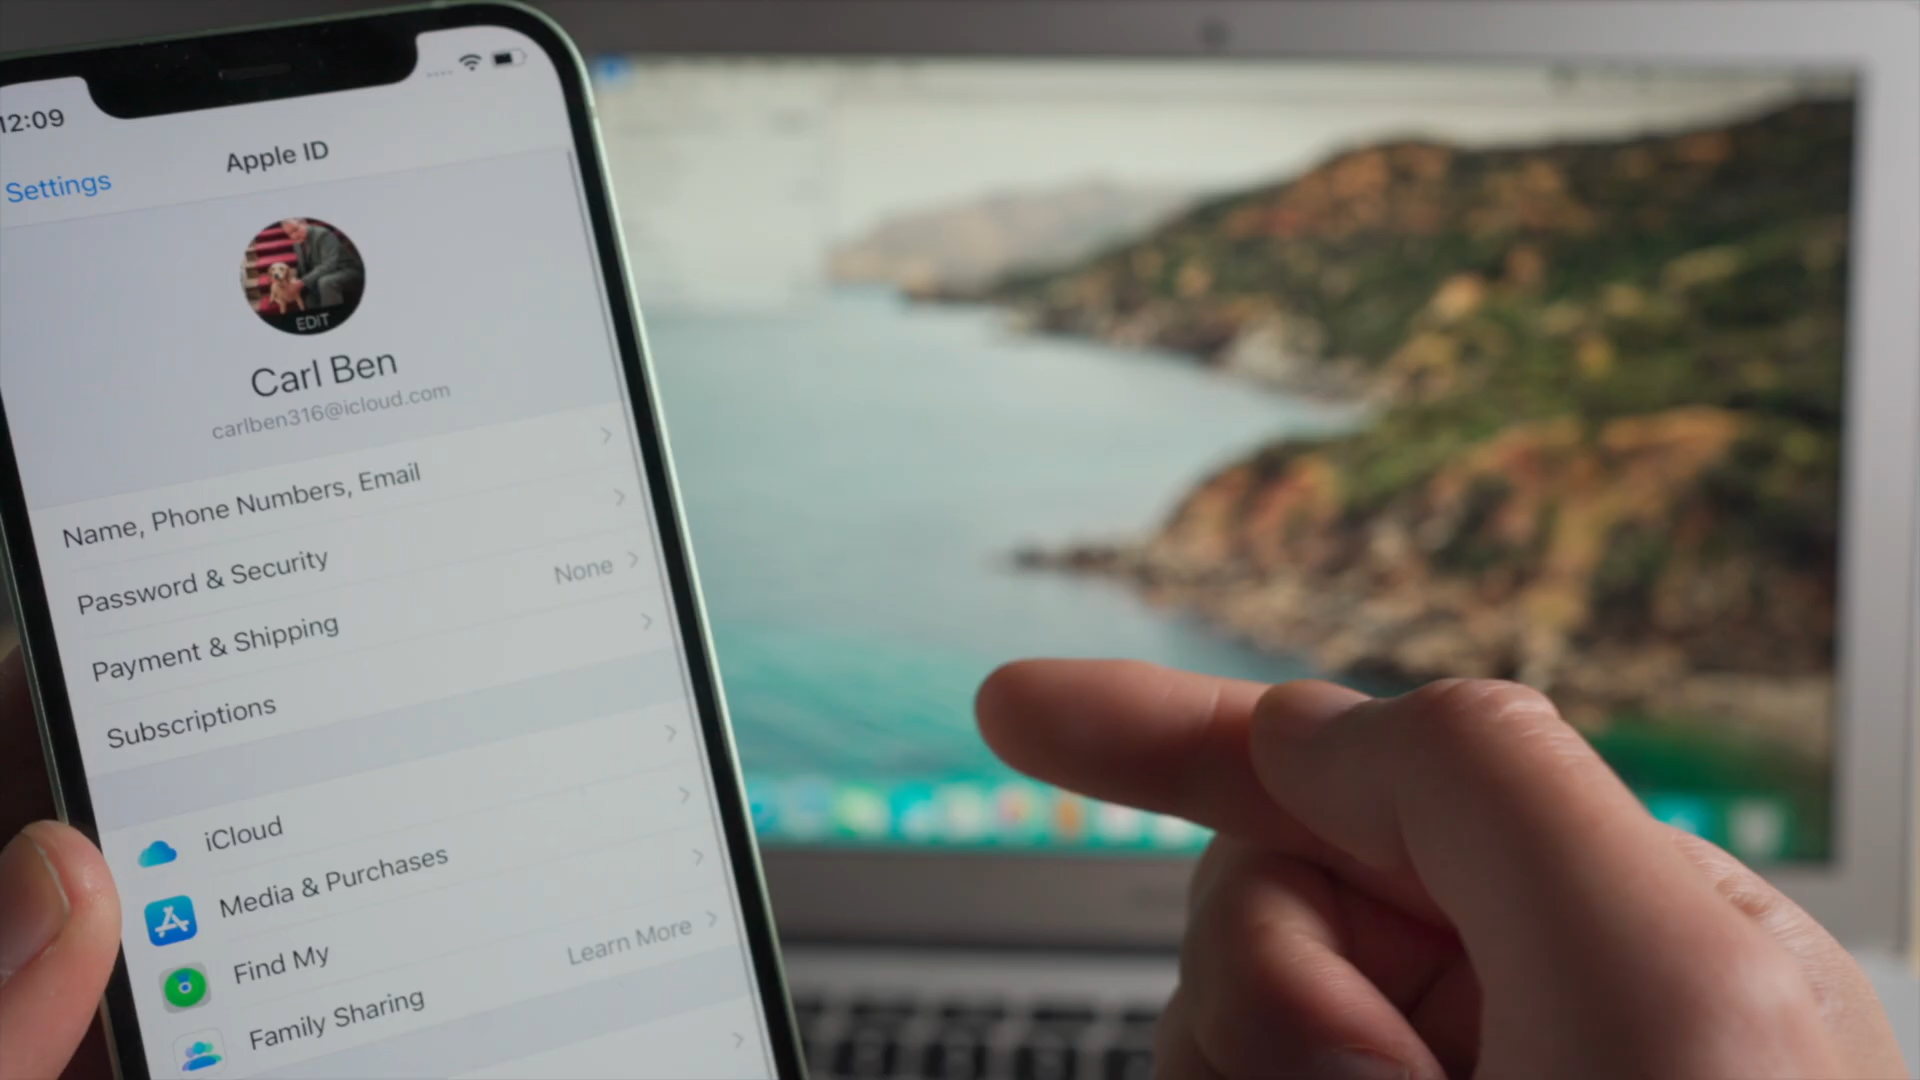 12:09
Settings
Apple ID
EDIT
Carl Ben
carlben316@icloud.com
Name, Phone Numbers, Email
Password & Security
Payment & Shipping None
Subscriptions
iCloud
Media & Purchases
Find My
Family Sharing Learn More